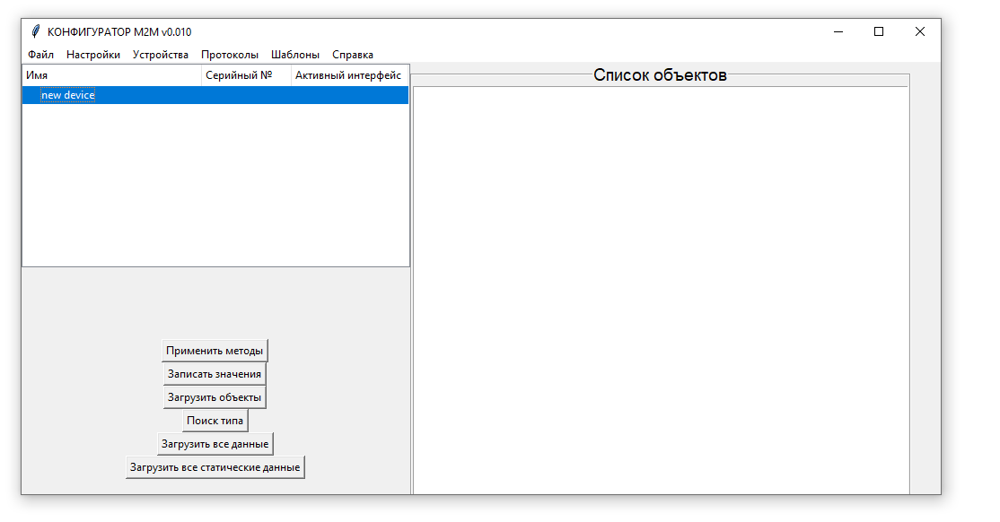 КОНФИГУРАТОР М2М v0.010
Файл Настройки Устройства Протоколы Шаблоны Справка
Имя Серийный № Активный интерфейс
new device
Список объектов
Применить методы
Записать значения
Загрузить объекты
Поиск типа
Загрузить все данные
Загрузить все статические данные